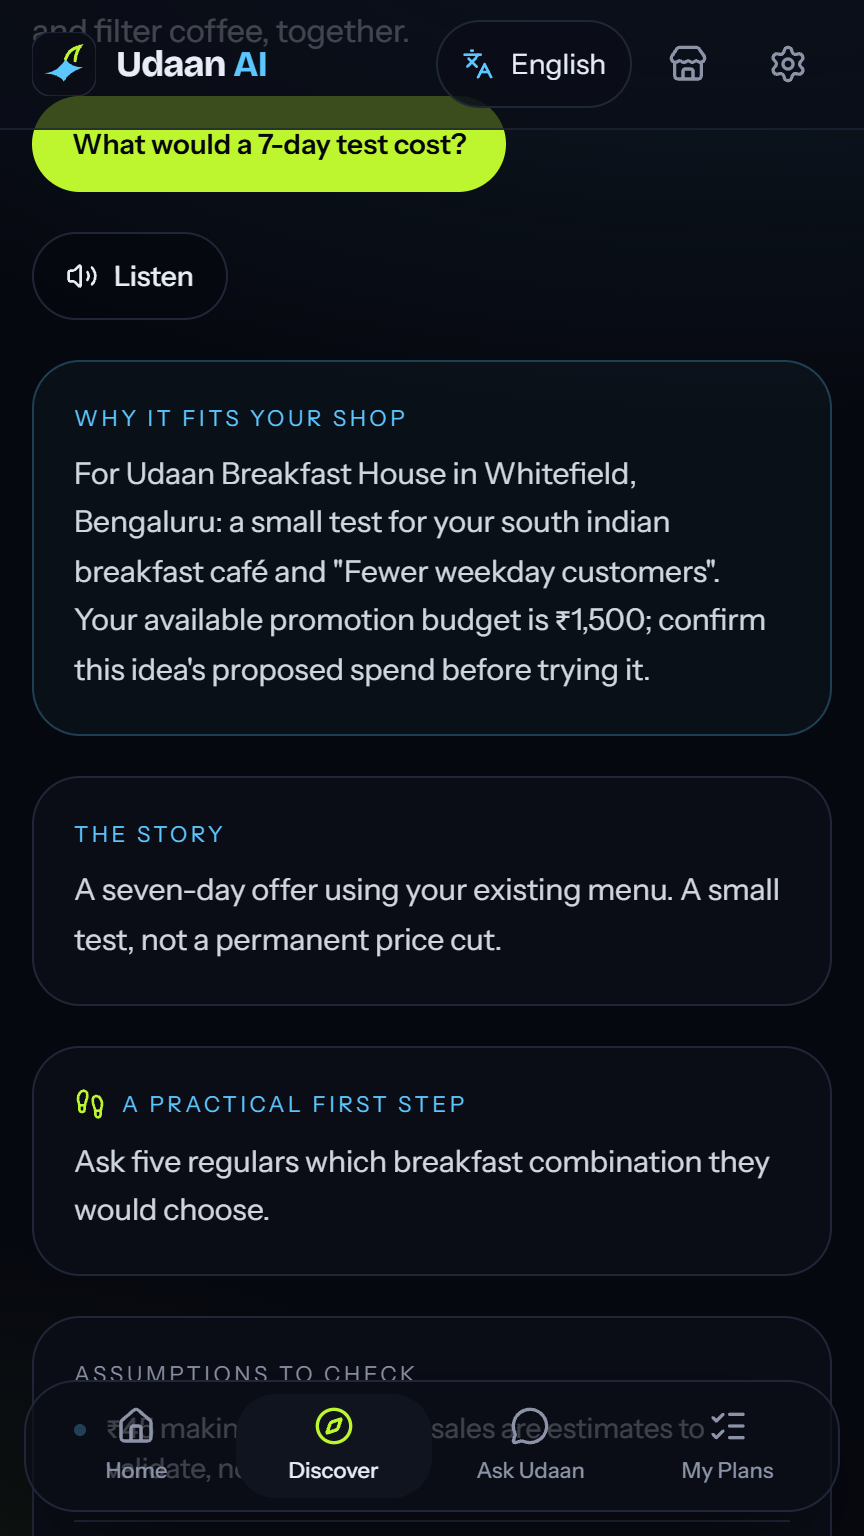 and filter coffee, together.
Udaan AI
English
What would a 7-day test cost?
Listen
WHY IT FITS YOUR SHOP
For Udaan Breakfast House in Whitefield,
Bengaluru: a small test for your south indian
breakfast café and "Fewer weekday customers".
Your available promotion budget is ₹1,500; confirm
this idea's proposed spend before trying it.
THE STORY
A seven-day offer using your existing menu. A small
test, not a permanent price cut.
A PRACTICAL FIRST STEP
Ask five regulars which breakfast combination they
would choose.
ASSUMPTIONS TO CHECK
sales are estimates to
Home
Discover
Ask Udaan
My Plans